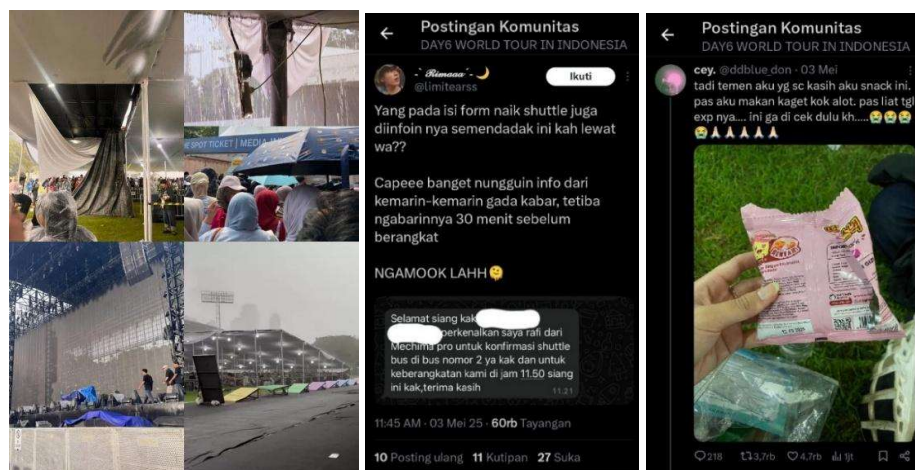 SPOT TICKET | MEDIA
Postingan Komunitas
DAY6 WORLD TOUR IN INDONESIA
-ˋ 𝓡𝓲𝓶𝓪𝓪𝓪ˊ-🌙
@limitearss
Ikuti
Yang pada isi form naik shuttle juga
diinfoin nya semendadak ini kah lewat
wa??
Capeee banget nungguin info dari
kemarin-kemarin gada kabar, tetiba
ngabarinnya 30 menit sebelum
berangkat
NGAMOOK LAHH🫠
Selamat siang kak
perkenalkan saya rafi dari
Mechima pro untuk konfirmasi shuttle
bus di bus nomor 2 ya kak dan untuk
keberangkatan kami di jam 11.50 siang
ini kak,terima kasih
11.21
11:45 AM · 03 Mei 25 · 60rb Tayangan
10 Posting ulang 11 Kutipan 27 Suka
Postingan Komunitas
DAY6 WORLD TOUR IN INDONESIA
cey. @ddblue_don · 03 Mei
tadi temen aku yg sc kasih aku snack ini.
pas aku makan kaget kok alot. pas liat tgl
exp nya.... ini ga di cek dulu kh.....😭😭😭
😭🙏🏻🙏🏻🙏🏻🙏🏻🙏🏻
218 3,7rb 4,7rb 1jt